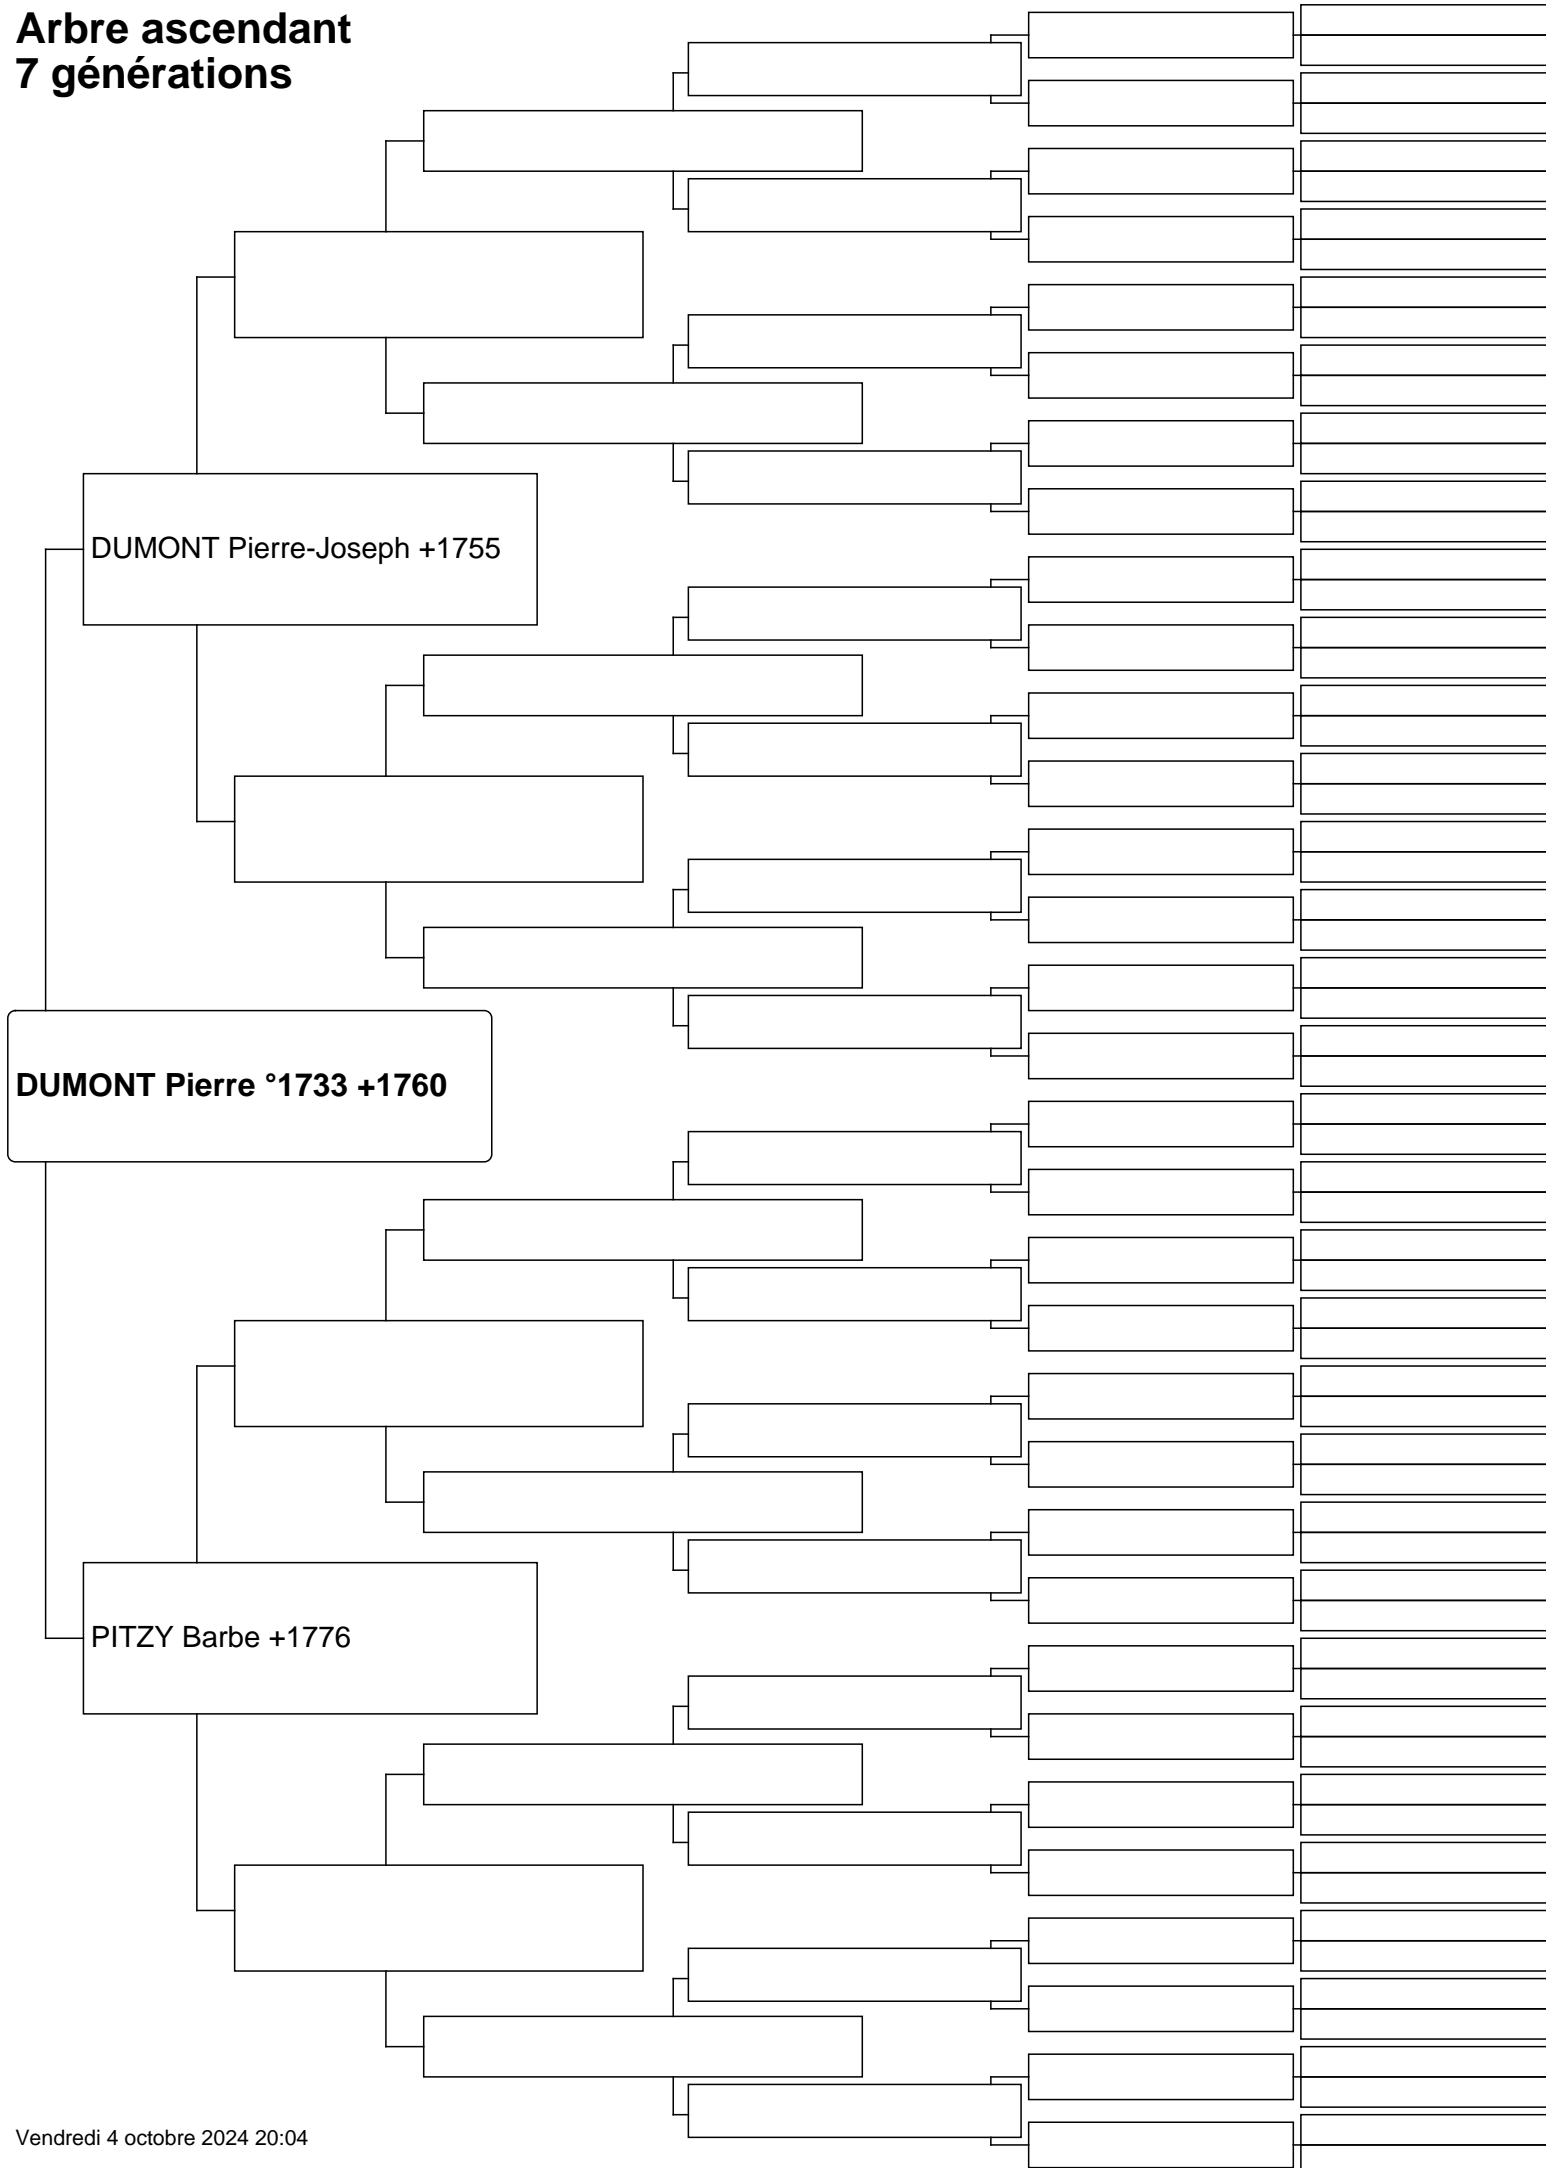 Arbre ascendant
7 générations
DUMONT Pierre-Joseph +1755
DUMONT Pierre °1733 +1760
PITZY Barbe +1776
Vendredi 4 octobre 2024 20:04